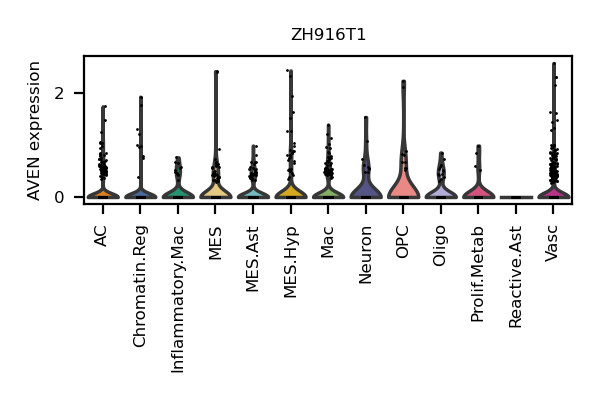 ZH916T1
AVEN expression
2
0
AC
Chromatin.Reg
Inflammatory.Mac
MES
MES.Ast
MES.Hyp
Mac
Neuron
OPC
Oligo
Prolif.Metab
Reactive.Ast
Vasc